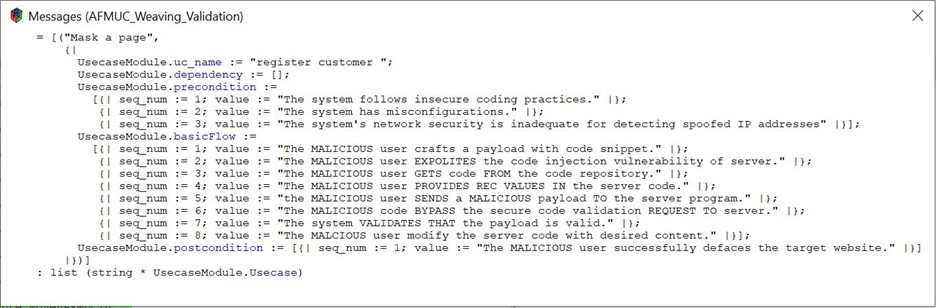 Messages (AFMUC_Weaving_Validation)
= [("Mask a page",
{|
UsecaseModule.uc_name := "register customer ";
UsecaseModule.dependency := [];
UsecaseModule.precondition :=
[{| seq_num := 1; value := "The system follows insecure coding practices." |};
{| seq_num := 2; value := "The system has misconfigurations." |};
{| seq_num := 3; value := "The system's network security is inadequate for detecting spoofed IP addresses" |}];
UsecaseModule.basicFlow :=
[{| seq_num := 1; value := "The MALICIOUS user crafts a payload with code snippet." |};
{| seq_num := 2; value := "The MALICIOUS user EXPOLITES the code injection vulnerability of server." |};
{| seq_num := 3; value := "The MALICIOUS user GETS code FROM the code repository." |};
{| seq_num := 4; value := "The MALICIOUS user PROVIDES REC VALUES IN the server code." |};
{| seq_num := 5; value := "the MALICIOUS user SENDS a MALICIOUS payload TO the server program." |};
{| seq_num := 6; value := "The MALICIOUS code BYPASS the secure code validation REQUEST TO server." |};
{| seq_num := 7; value := "The system VALIDATES THAT the payload is valid." |};
{| seq_num := 8; value := "The MALCIOUS user modify the server code with desired content." |}];
UsecaseModule.postcondition := [{| seq_num := 1; value := "The MALICIOUS user successfully defaces the target website." |}]
|})]
: list (string * UsecaseModule.Usecase)